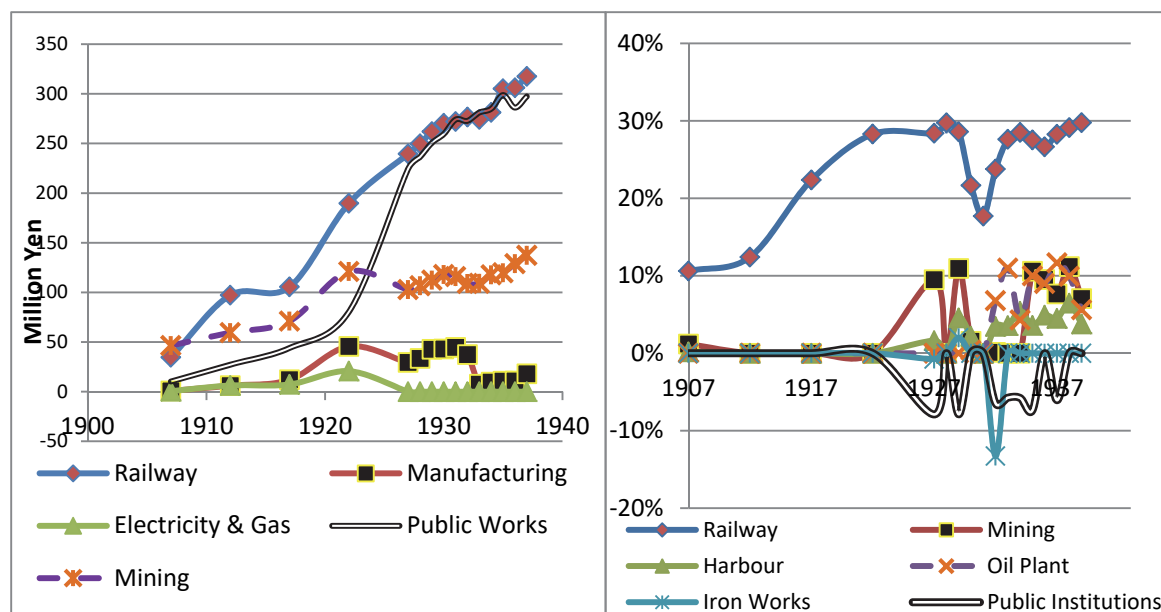 350
300
250
200
150
100
50
0
-50
Million Yen
1900
1910
1920
1930
1940
Railway
Manufacturing
Electricity & Gas
Public Works
Mining
40%
30%
20%
10%
0%
-10%
-20%
1907
1917
1927
1937
Railway
Mining
Harbour
Oil Plant
Iron Works
Public Institutions